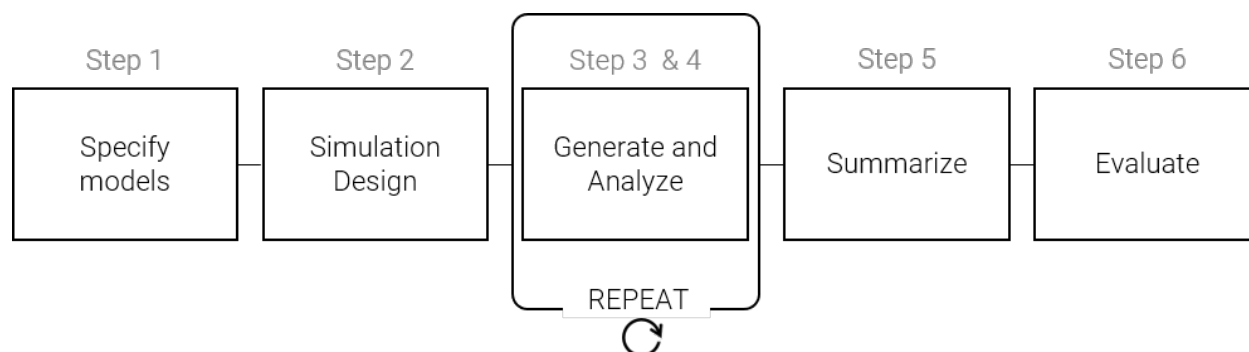 Step 1
Step 2
Step 3 & 4
Step 5
Step 6
Specify
models
Simulation
Design
Generate and
Analyze
Summarize
Evaluate
REPEAT